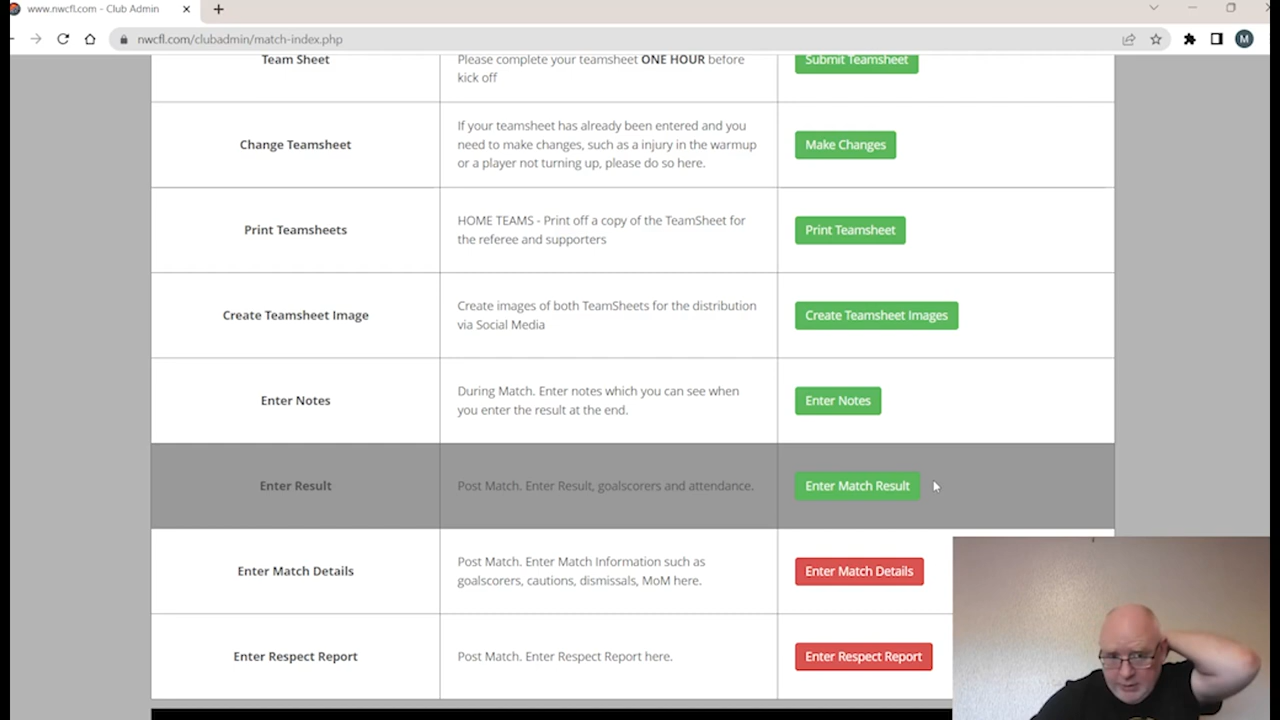 www.nwcfl.com - Club Admin
nwcfl.com/clubadmin/match-index.php
M
Team Sheet
Please complete your teamsheet ONE HOUR before
kick off
Submit Teamsheet
Change Teamsheet
If your teamsheet has already been entered and you
need to make changes, such as a injury in the warmup
or a player not turning up, please do so here.
Make Changes
Print Teamsheets
HOME TEAMS - Print off a copy of the TeamSheet for
the referee and supporters
Print Teamsheet
Create Teamsheet Image
Create images of both TeamSheets for the distribution
via Social Media
Create Teamsheet Images
Enter Notes
During Match. Enter notes which you can see when
you enter the result at the end.
Enter Notes
Enter Result
Post Match. Enter Result, goalscorers and attendance.
Enter Match Result
Enter Match Details
Post Match. Enter Match Information such as
goalscorers, cautions, dismissals, MoM here.
Enter Match Details
Enter Respect Report
Post Match. Enter Respect Report here.
Enter Respect Report